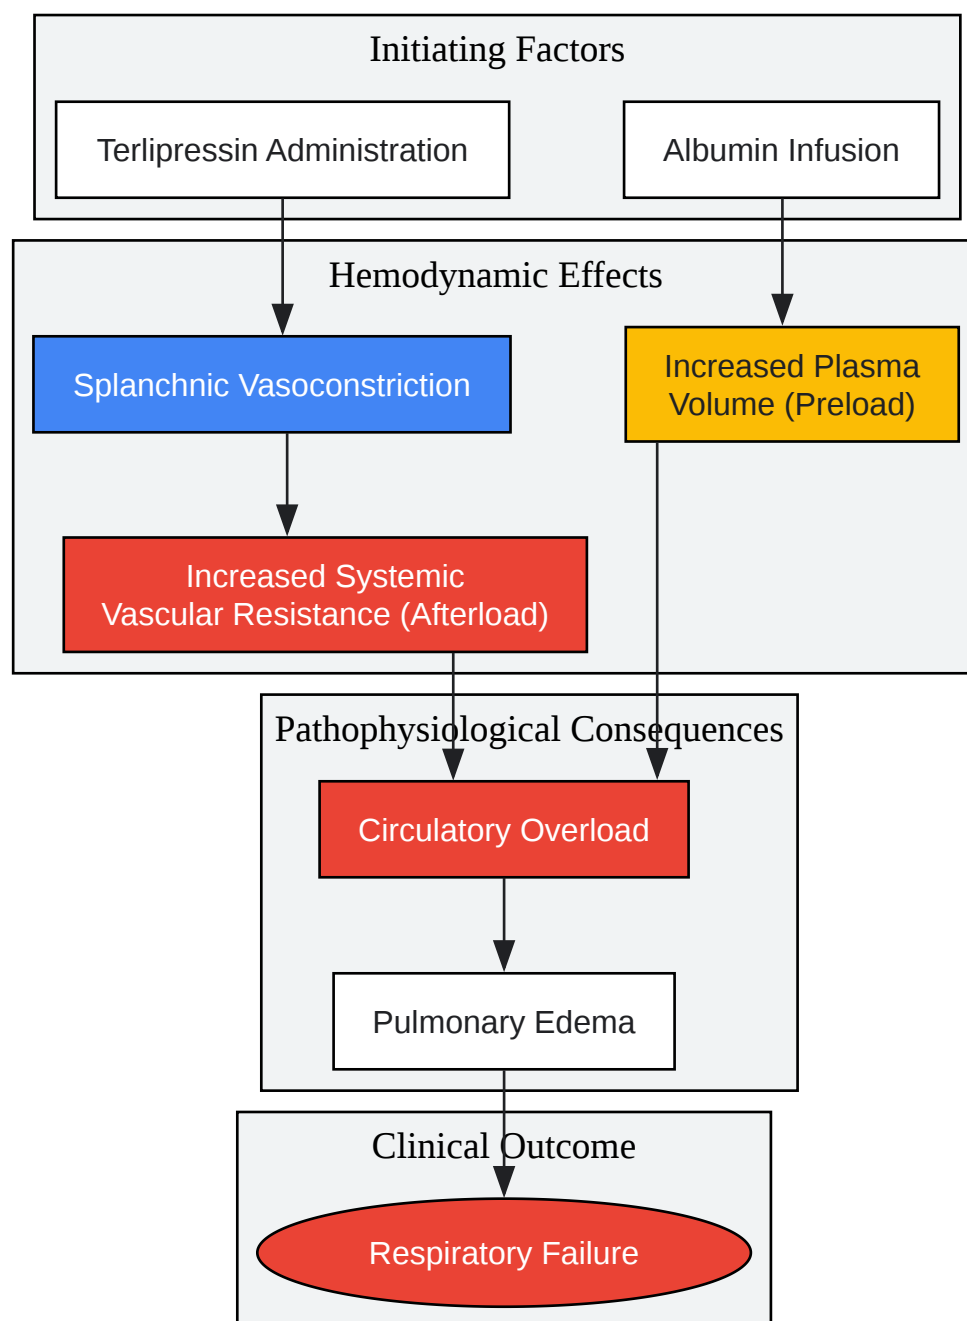 Initiating Factors
Terlipressin Administration
Albumin Infusion
Hemodynamic Effects
Splanchnic Vasoconstriction
Increased Plasma
Volume (Preload)
Increased Systemic
Vascular Resistance (Afterload)
Pathophysiological Consequences
Circulatory Overload
Pulmonary Edema
Clinical Outcome
Respiratory Failure